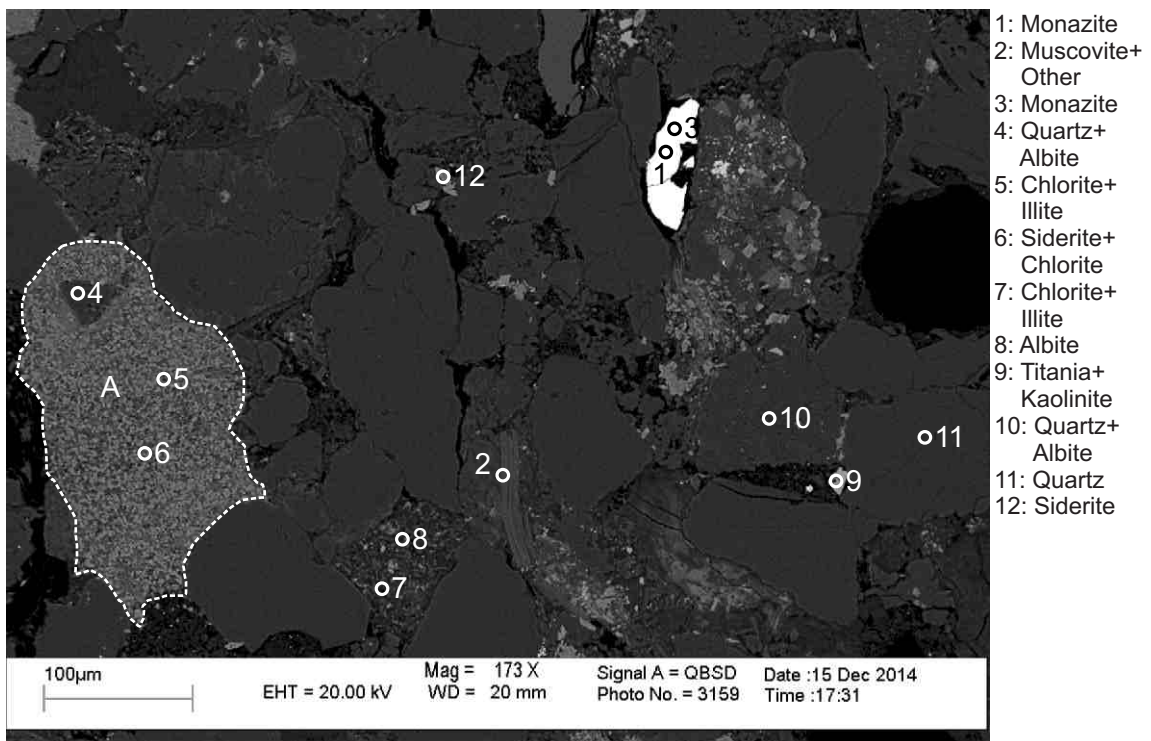 1: Monazite
2: Muscovite+
Other
3: Monazite
4: Quartz+
Albite
5: Chlorite+
Illite
6: Siderite+
Chlorite
7: Chlorite+
Illite
8: Albite
9: Titania+
Kaolinite
10: Quartz+
Albite
11: Quartz
12: Siderite
3
1
12
4
A
5
6
10
11
2
9
8
7
100µm
EHT = 20.00 kV
Mag = 173 X
WD = 20 mm
Signal A = QBSD
Photo No. = 3159
Date :15 Dec 2014
Time :17:31